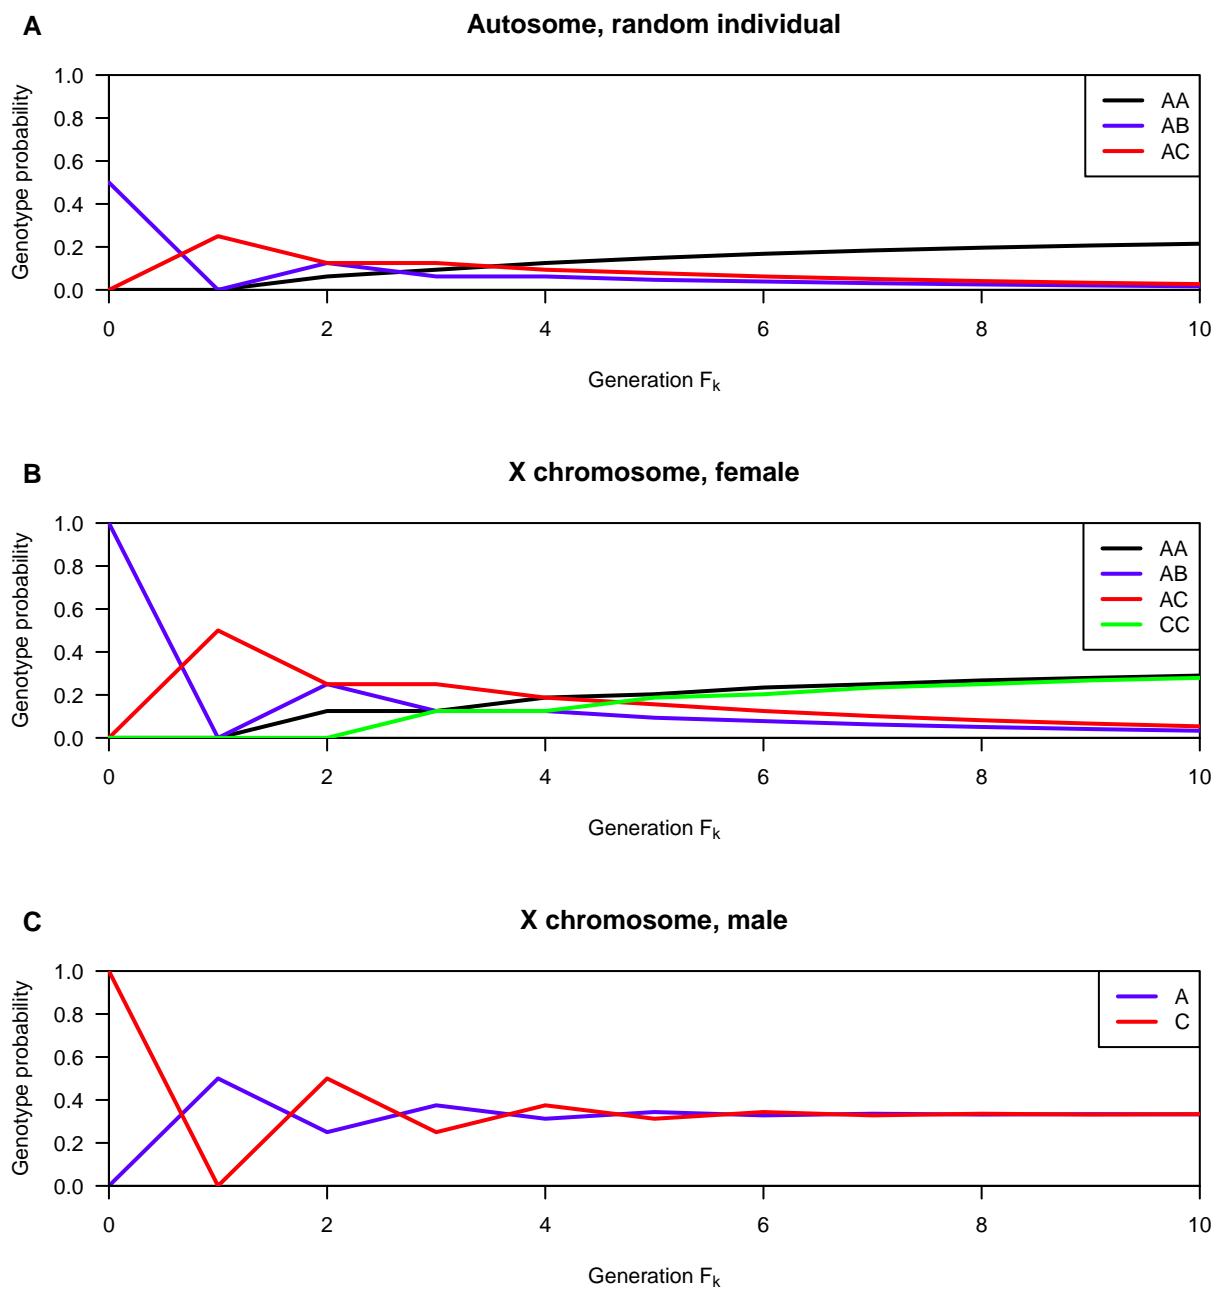 A
Autosome, random individual
Genotype probability
1.0
0.8
0.6
0.4
0.2
0.0
0 2 4 6 8 10
Generation Fk
AA
AB
AC
B
X chromosome, female
Genotype probability
1.0
0.8
0.6
0.4
0.2
0.0
0 2 4 6 8 10
Generation Fk
AA
AB
AC
CC
C
X chromosome, male
Genotype probability
1.0
0.8
0.6
0.4
0.2
0.0
0 2 4 6 8 10
Generation Fk
A
C